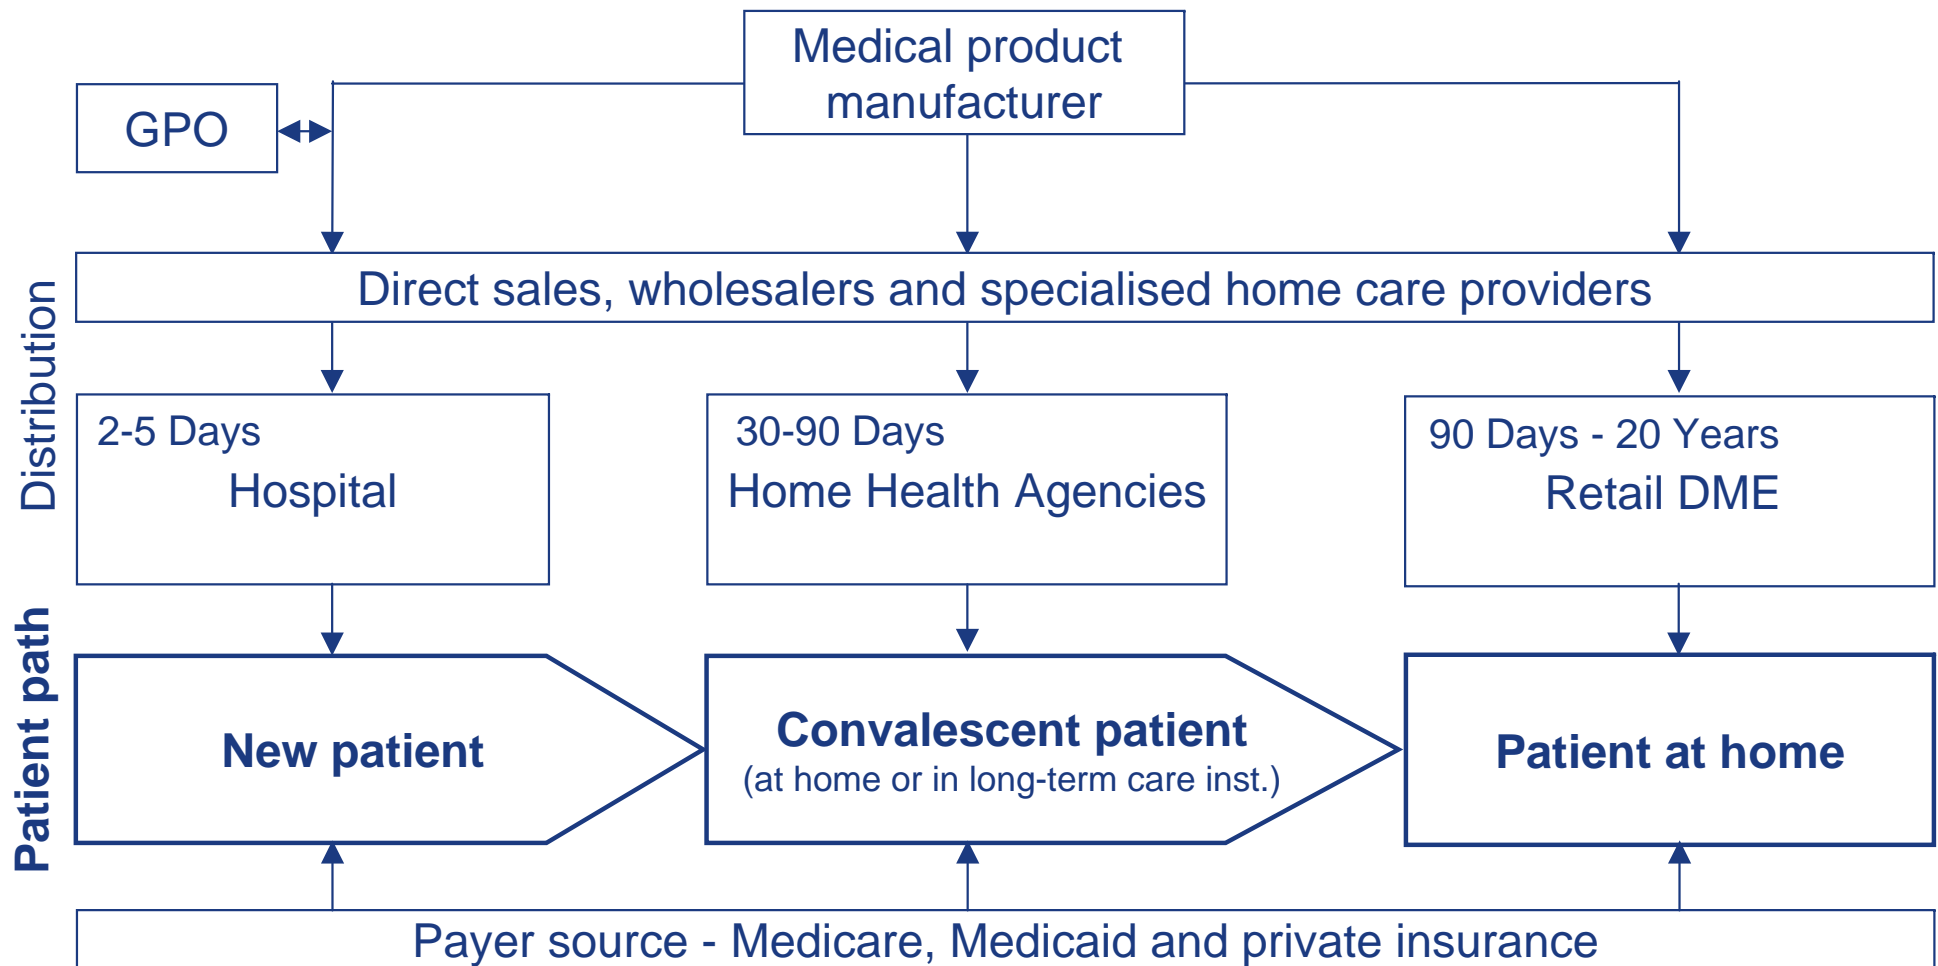 Medical product
manufacturer
GPO
Direct sales, wholesalers and specialised home care providers
Distribution
2-5 Days
Hospital
30-90 Days
Home Health Agencies
90 Days - 20 Years
Retail DME
Patient path
New patient
Convalescent patient
(at home or in long-term care inst.)
Patient at home
Payer source - Medicare, Medicaid and private insurance